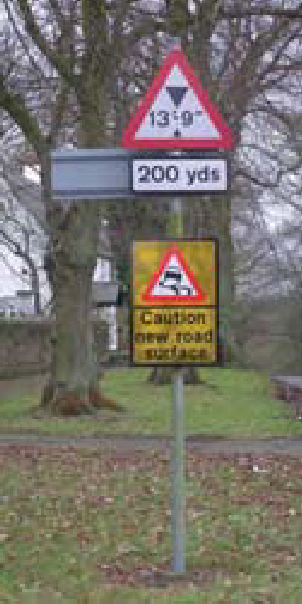 13'-9"
200 yds
Caution
new road
surface